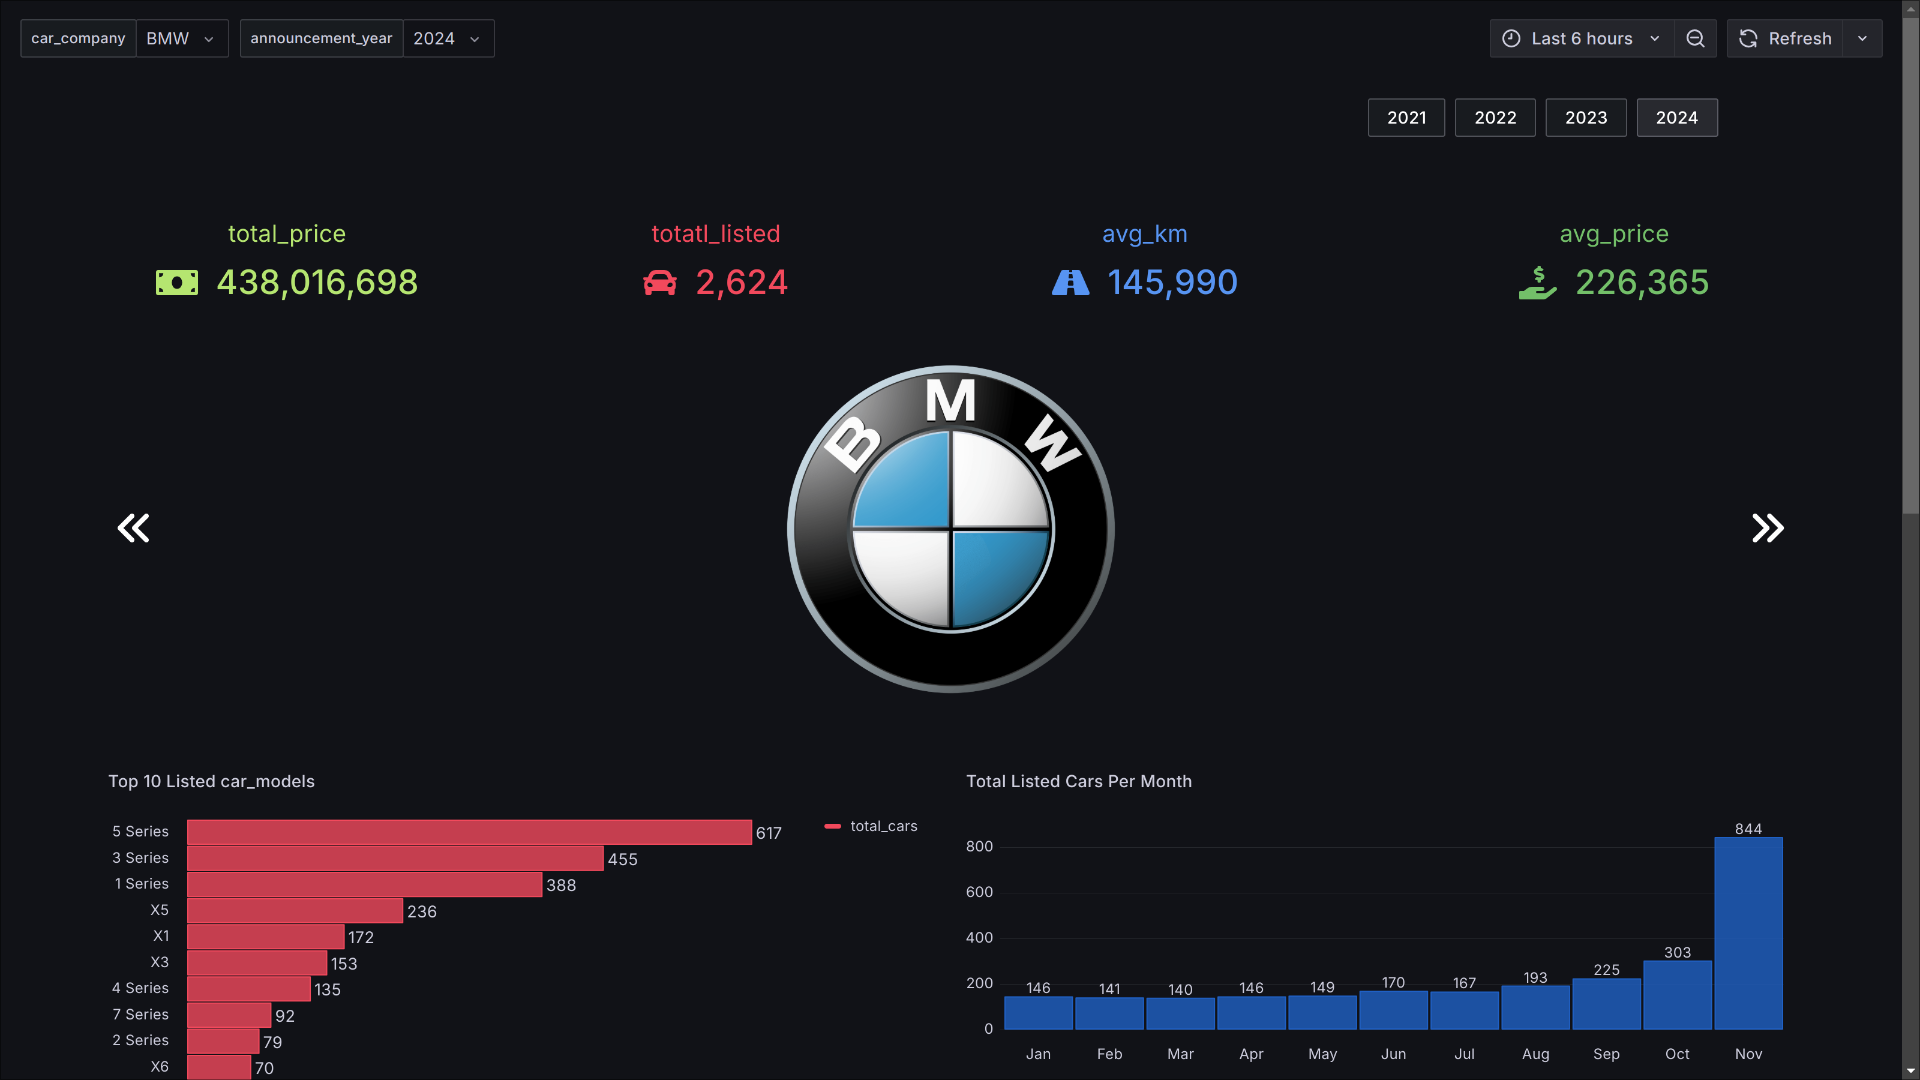 car_company BMW announcement_year 2024 Last 6 hours Refresh
2021 2022 2023 2024
total_price totatl_listed avg_km avg_price
438,016,698 2,624 145,990 226,365
BMW
Top 10 Listed car_models
5 Series 617
3 Series 455
1 Series 388
X5 236
X1 172
X3 153
4 Series 135
7 Series 92
2 Series 79
X6 70
total_cars
Total Listed Cars Per Month
800
600
400
200
0
146 141 140 146 149 170 167 193 225 303 844
Jan Feb Mar Apr May Jun Jul Aug Sep Oct Nov